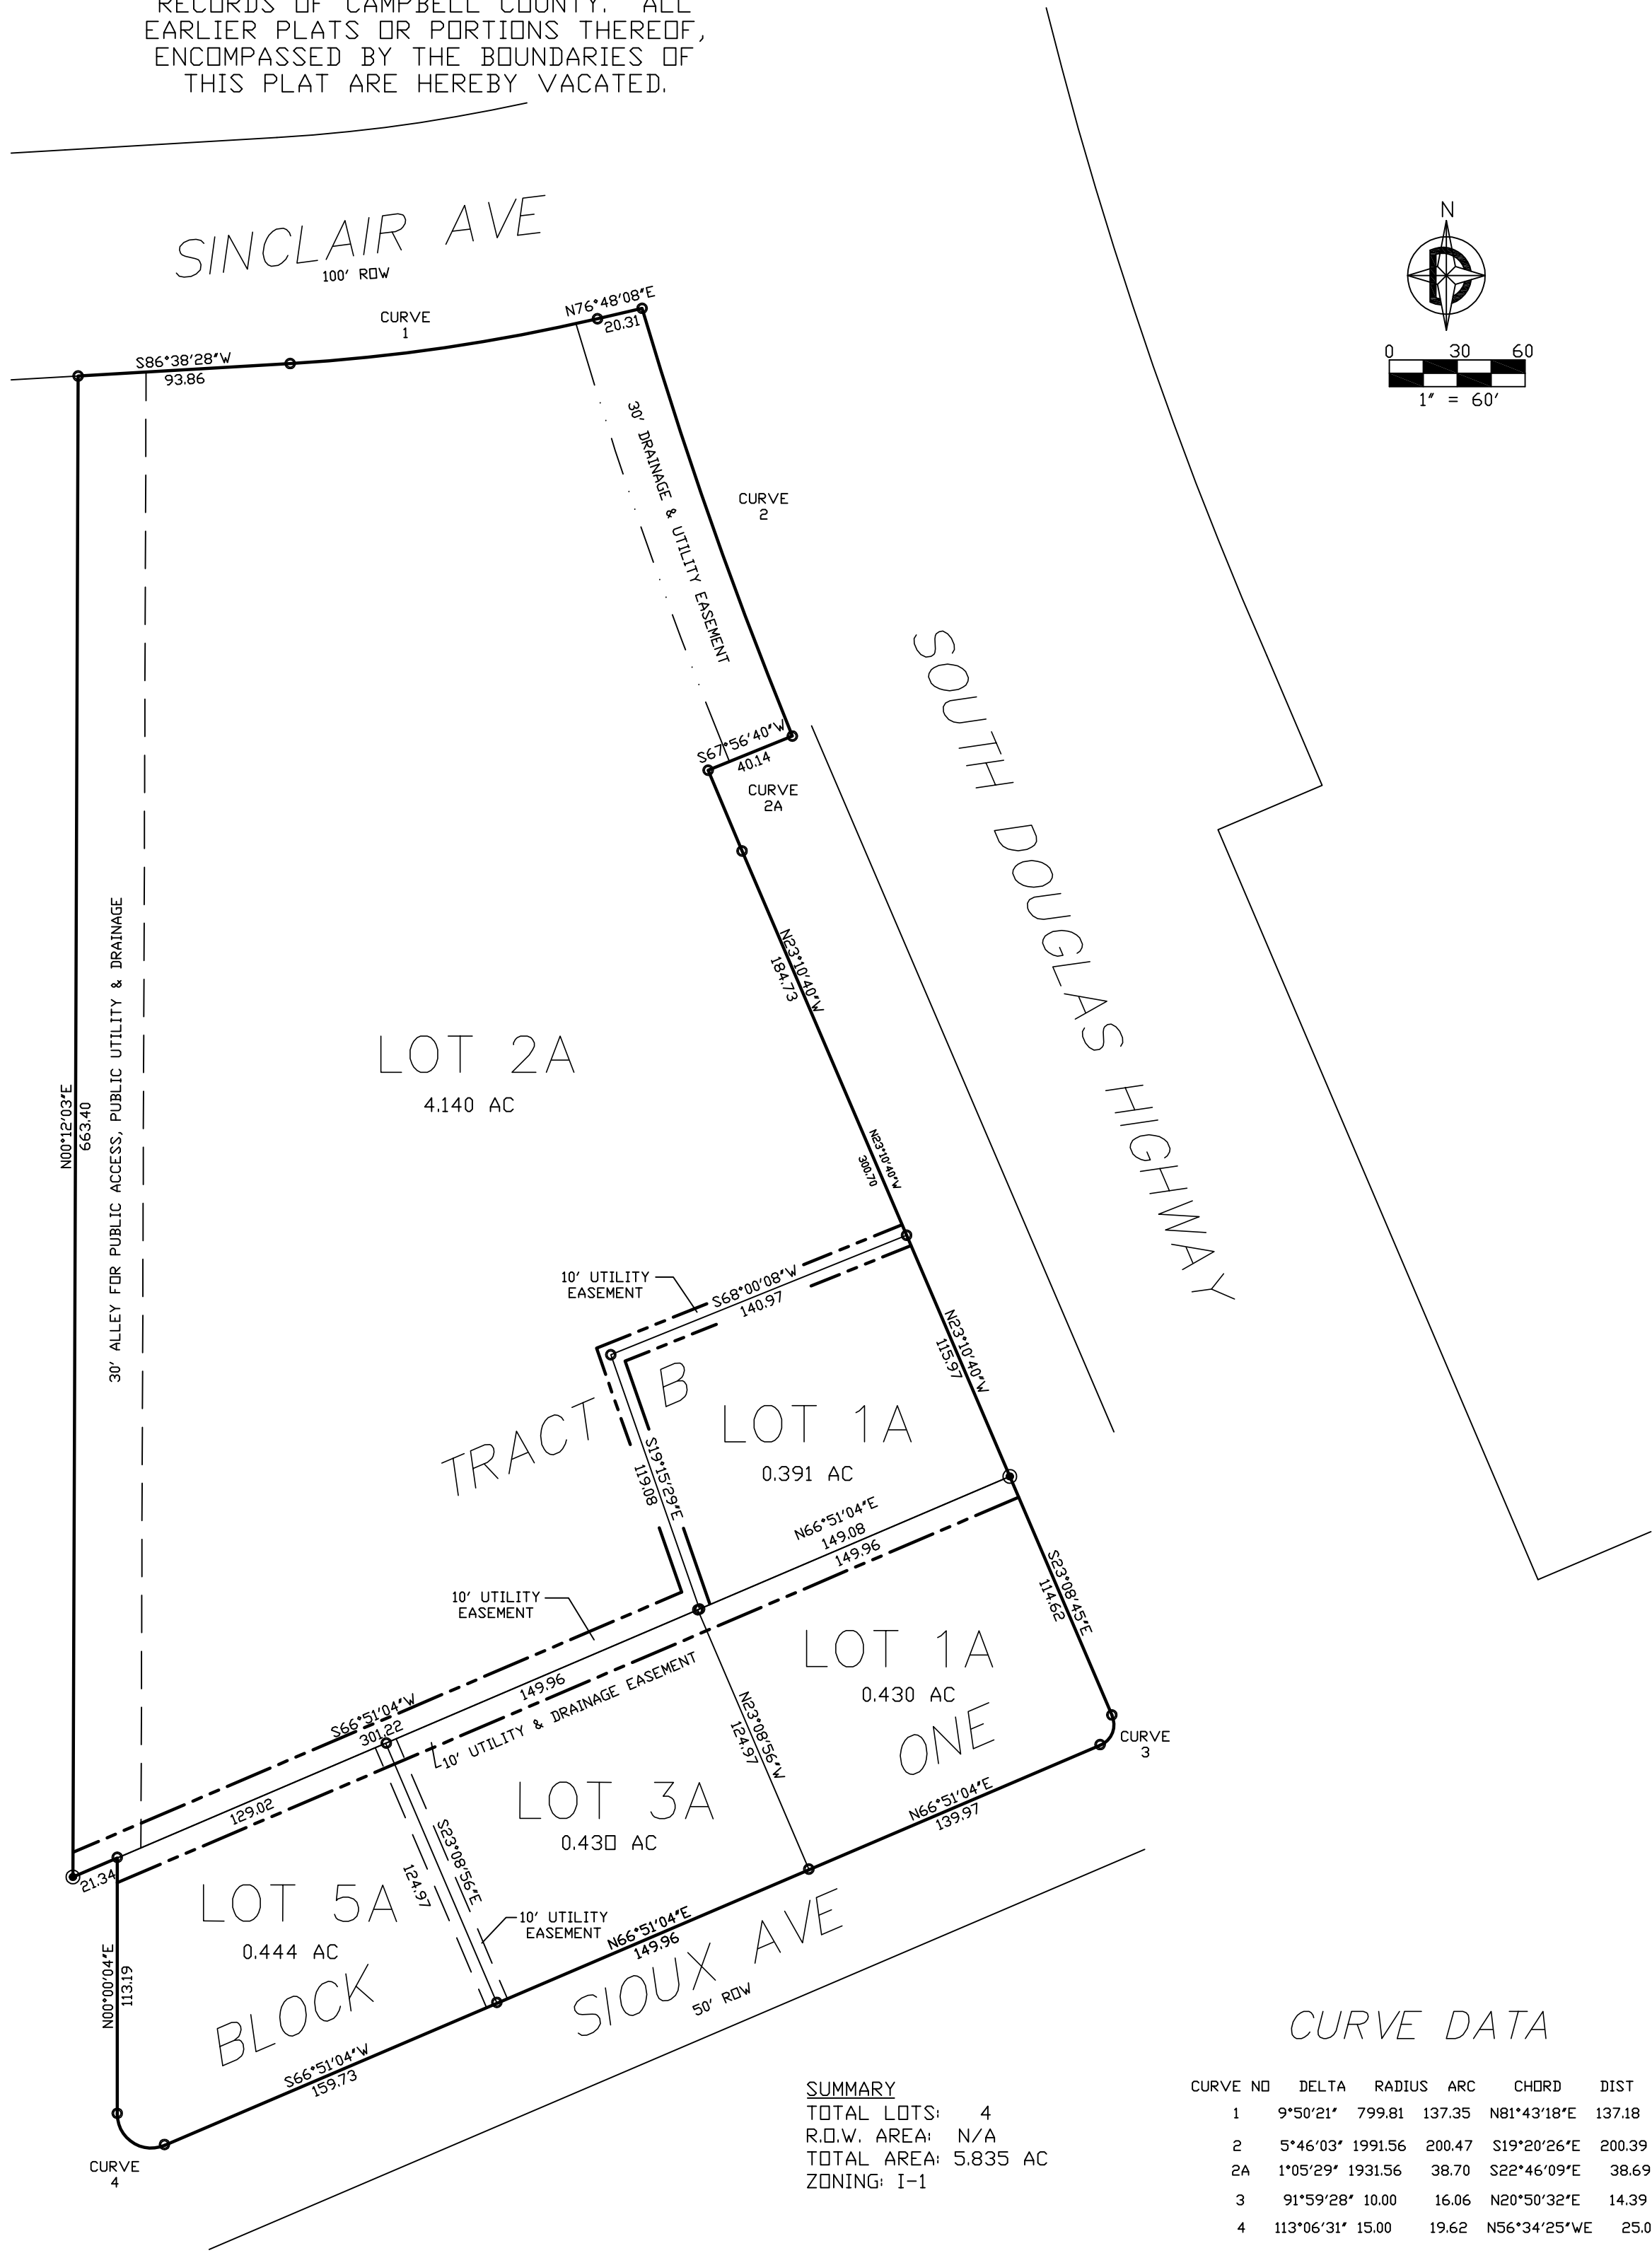 RECORDS OF CAMPBELL COUNTY. ALL
EARLIER PLATS OR PORTIONS THEREOF,
ENCOMPASSED BY THE BOUNDARIES OF
THIS PLAT ARE HEREBY VACATED.
SINCLAIR AVE
100' ROW
N
D
0 30 60
1" = 60'
CURVE
1
N76°48'08"E
20.31
S86°38'28"W
93.86
30' DRAINAGE & UTILITY EASEMENT
CURVE
2
S67°56'40"W
40.14
CURVE
2A
SOUTH DOUGLAS HIGHWAY
N23°10'40"W
184.73
30' ALLEY FOR PUBLIC ACCESS, PUBLIC UTILITY & DRAINAGE
N00°12'03"E
663.40
LOT 2A
4.140 AC
N23°10'40"W
300.70
10' UTILITY
EASEMENT
S68°00'08"W
140.97
N23°10'40"W
115.97
TRACT B
LOT 1A
0.391 AC
S19°15'29"E
119.08
N66°51'04"E
149.08
149.96
10' UTILITY
EASEMENT
S23°08'45"E
114.62
LOT 1A
0.430 AC
S66°51'04"W
301.22
149.96
10' UTILITY & DRAINAGE EASEMENT
N23°08'56"W
124.97
ONE
CURVE
3
N66°51'04"E
139.97
LOT 3A
0.430 AC
129.02
21.34
S23°08'56"E
124.97
LOT 5A
0.444 AC
10' UTILITY
EASEMENT
N66°51'04"E
149.96
SIOUX AVE
50' ROW
N00°00'04"E
113.19
BLOCK
S66°51'04"W
159.73
CURVE
4
SUMMARY
TOTAL LOTS: 4
R.O.W. AREA: N/A
TOTAL AREA: 5.835 AC
ZONING: I-1
CURVE DATA
CURVE NO DELTA RADIUS ARC CHORD DIST
1 9°50'21" 799.81 137.35 N81°43'18"E 137.18
2 5°46'03" 1991.56 200.47 S19°20'26"E 200.39
2A 1°05'29" 1931.56 38.70 S22°46'09"E 38.69
3 91°59'28" 10.00 16.06 N20°50'32"E 14.39
4 113°06'31" 15.00 19.62 N56°34'25"WE 25.0